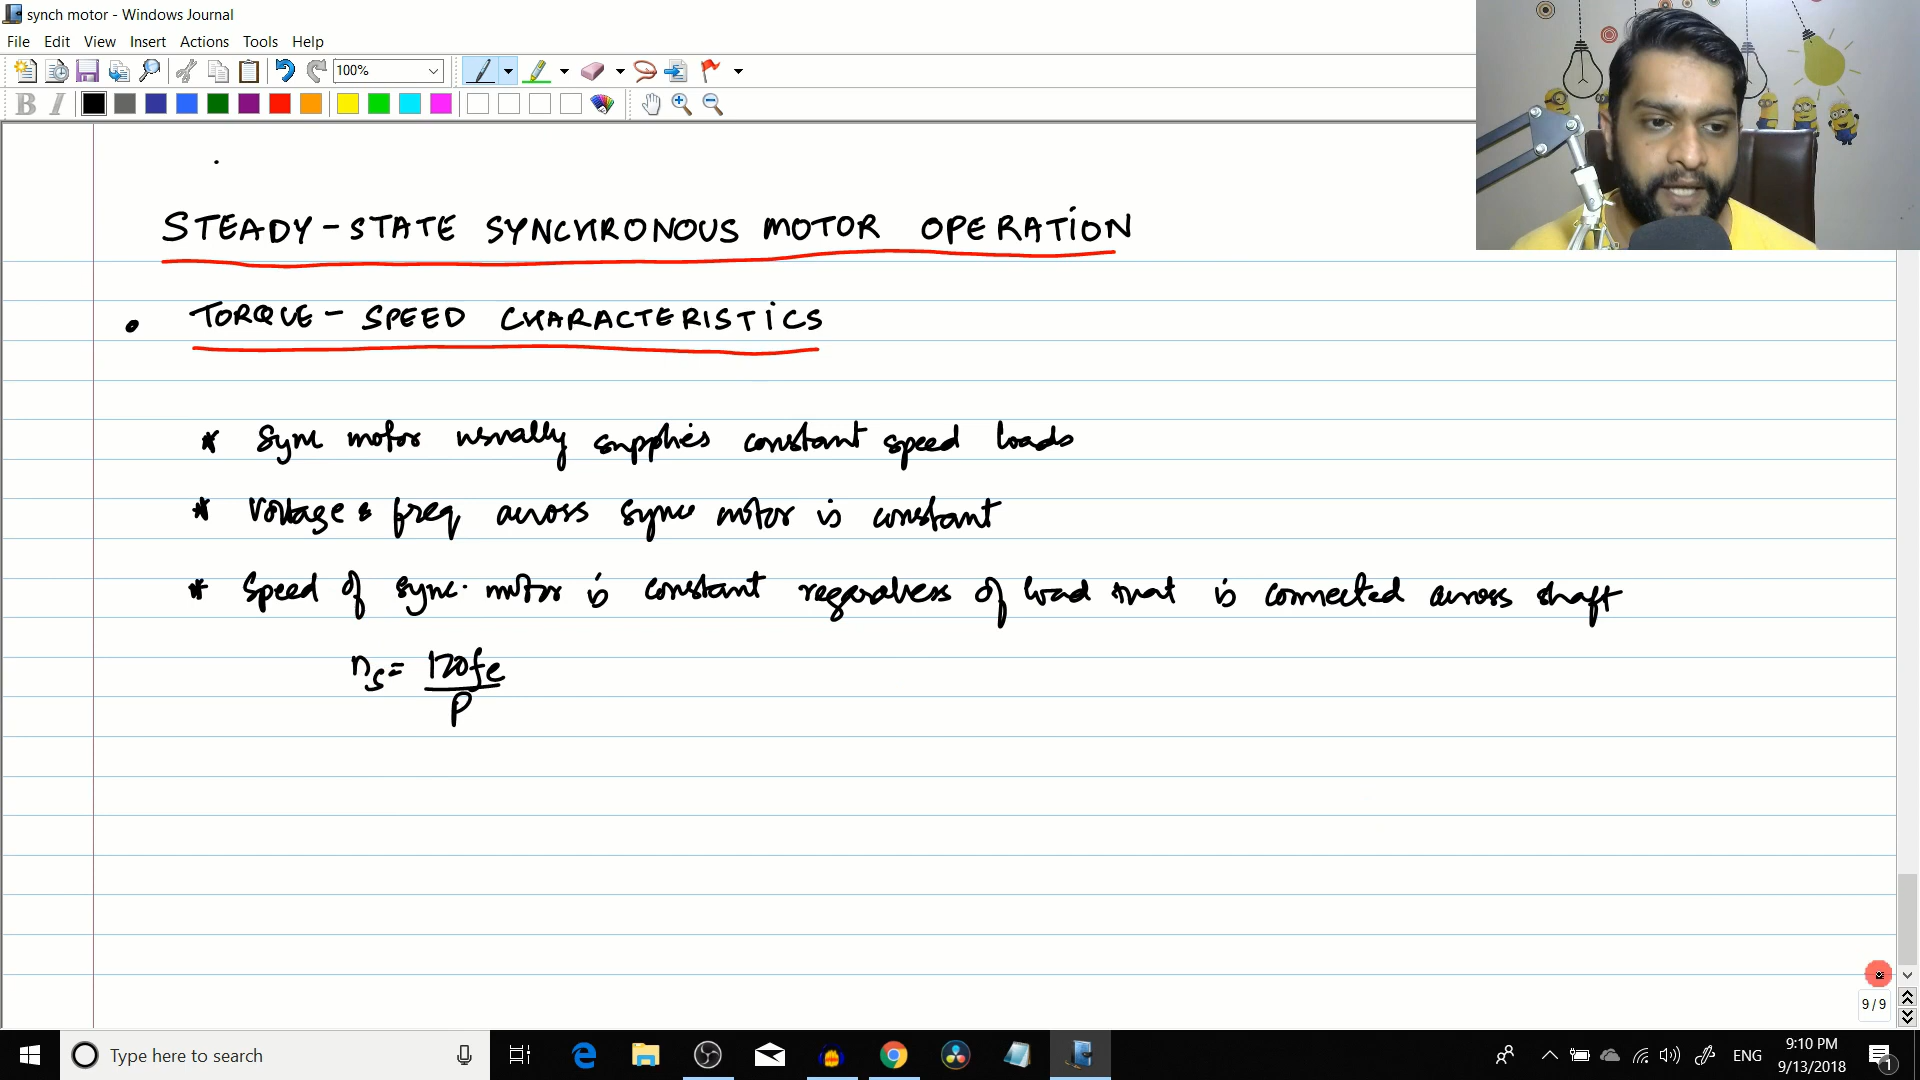 synch motor - Windows Journal
File Edit View Insert Actions Tools Help
100%
B I
STEADY-STATE SYNCHRONOUS MOTOR OPERATION
• TORQUE-SPEED CHARACTERISTICS
* Sync motor usually supplies constant speed loads
* Voltage & freq across sync motor is constant
* Speed of sync. motor is constant regardless of load that is connected across shaft
ns = 120fe
P
9 / 9
Type here to search
ENG
9:10 PM
9/13/2018
1